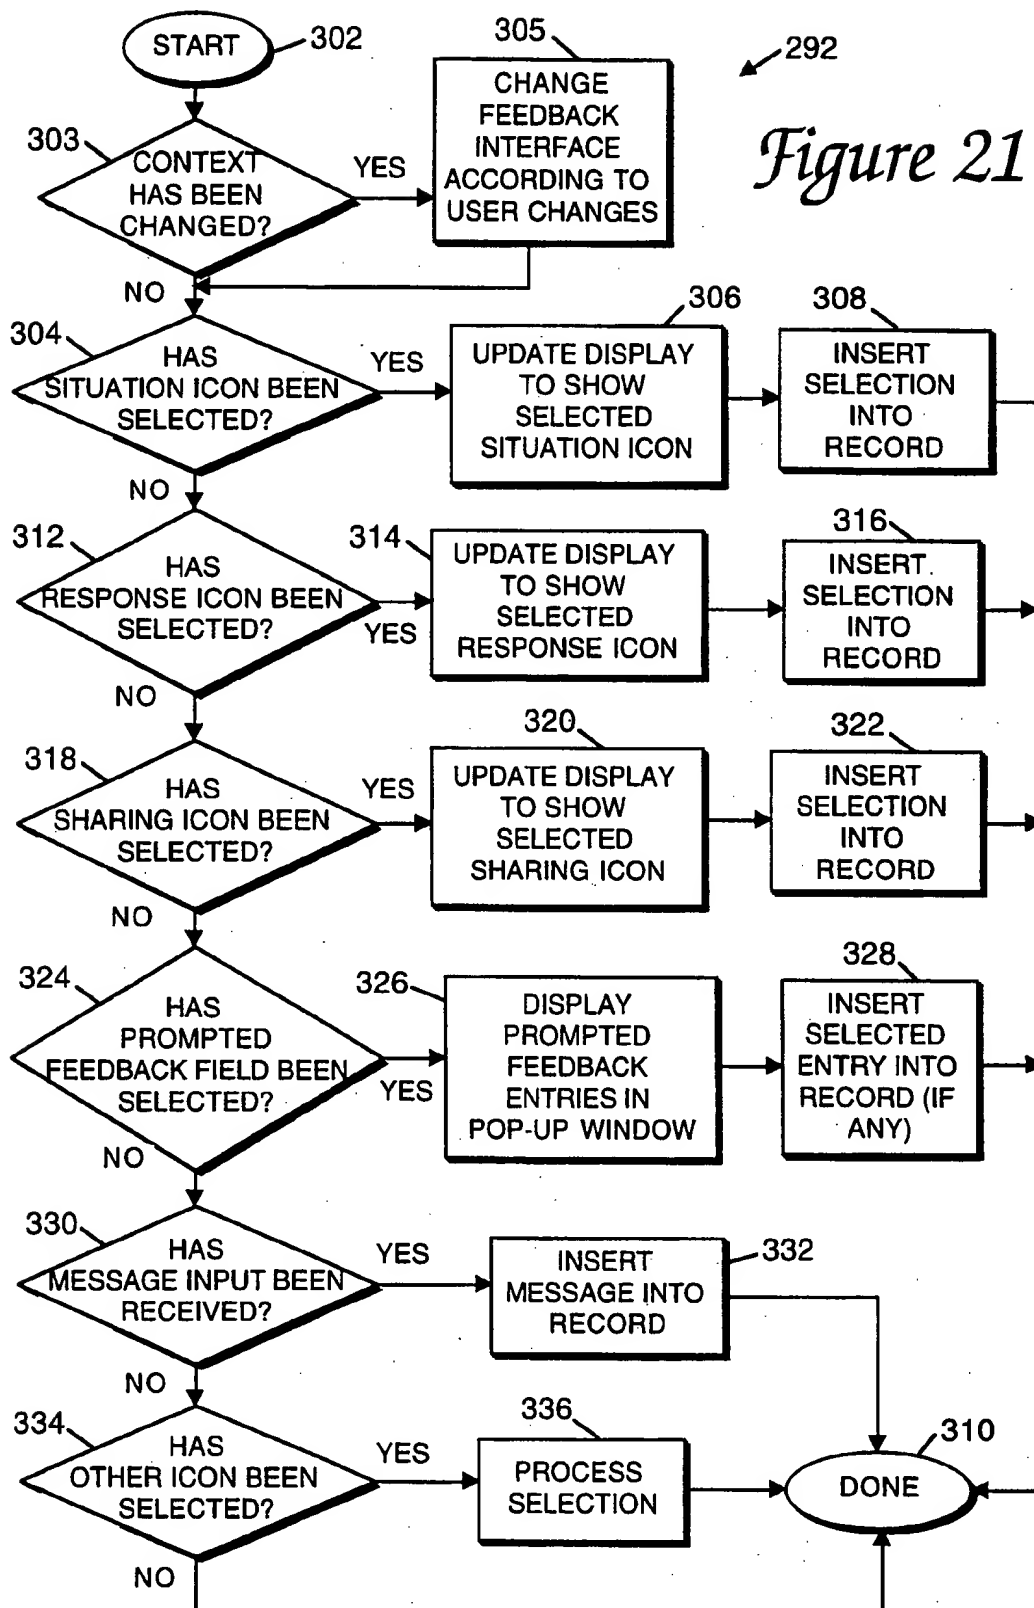 START
302
305
292
Figure 21
CHANGE
FEEDBACK
INTERFACE
ACCORDING TO
USER CHANGES
303
CONTEXT
HAS BEEN
CHANGED?
YES
NO
304
HAS
SITUATION ICON BEEN
SELECTED?
YES
306
UPDATE DISPLAY
TO SHOW
SELECTED
SITUATION ICON
308
INSERT
SELECTION
INTO
RECORD
NO
312
HAS
RESPONSE ICON BEEN
SELECTED?
YES
314
UPDATE DISPLAY
TO SHOW
SELECTED
RESPONSE ICON
316
INSERT
SELECTION
INTO
RECORD
NO
318
HAS
SHARING ICON BEEN
SELECTED?
YES
320
UPDATE DISPLAY
TO SHOW
SELECTED
SHARING ICON
322
INSERT
SELECTION
INTO
RECORD
NO
324
HAS
PROMPTED
FEEDBACK FIELD BEEN
SELECTED?
YES
326
DISPLAY
PROMPTED
FEEDBACK
ENTRIES IN
POP-UP WINDOW
328
INSERT
SELECTED
ENTRY INTO
RECORD (IF
ANY)
NO
330
HAS
MESSAGE INPUT BEEN
RECEIVED?
YES
INSERT
MESSAGE INTO
RECORD
332
NO
334
HAS
OTHER ICON BEEN
SELECTED?
YES
336
PROCESS
SELECTION
310
DONE
NO